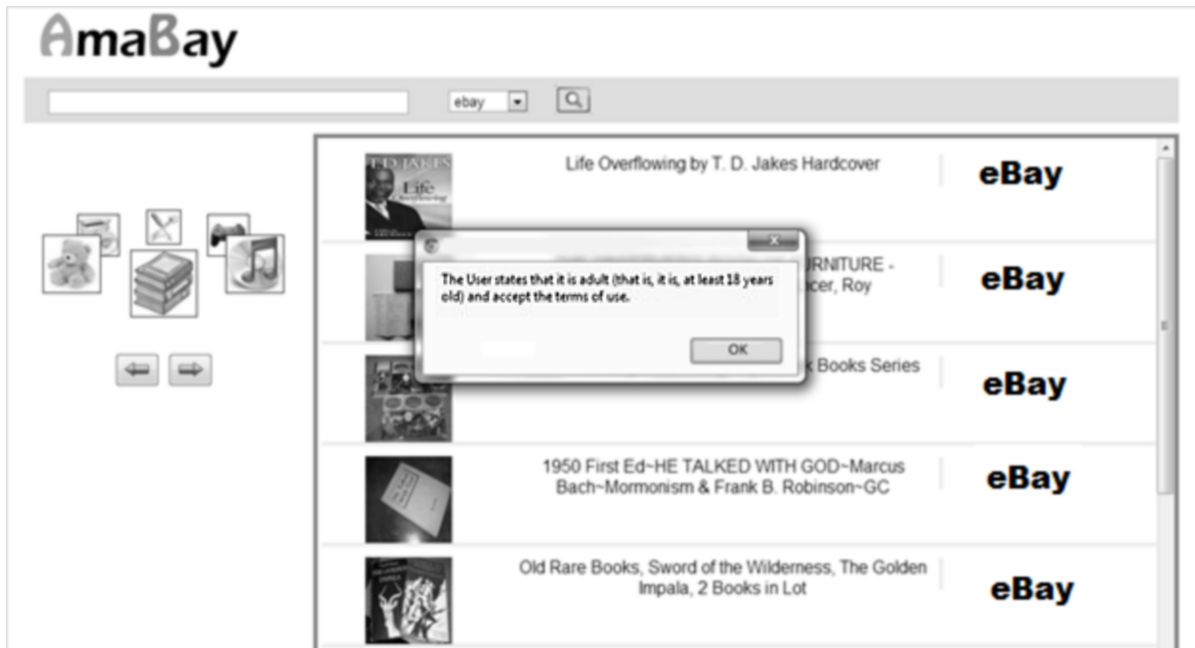 AmaBay
ebay
T.D. JAKES
Life
Overflowing
Life Overflowing by T. D. Jakes Hardcover
eBay
The User states that it is adult (that is, it is, at least 18 years
old) and accept the terms of use.
OK
URNITURE -
cer, Roy
eBay
Books Series
eBay
1950 First Ed~HE TALKED WITH GOD~Marcus
Bach~Mormonism & Frank B. Robinson~GC
eBay
Old Rare Books, Sword of the Wilderness, The Golden
Impala, 2 Books in Lot
eBay